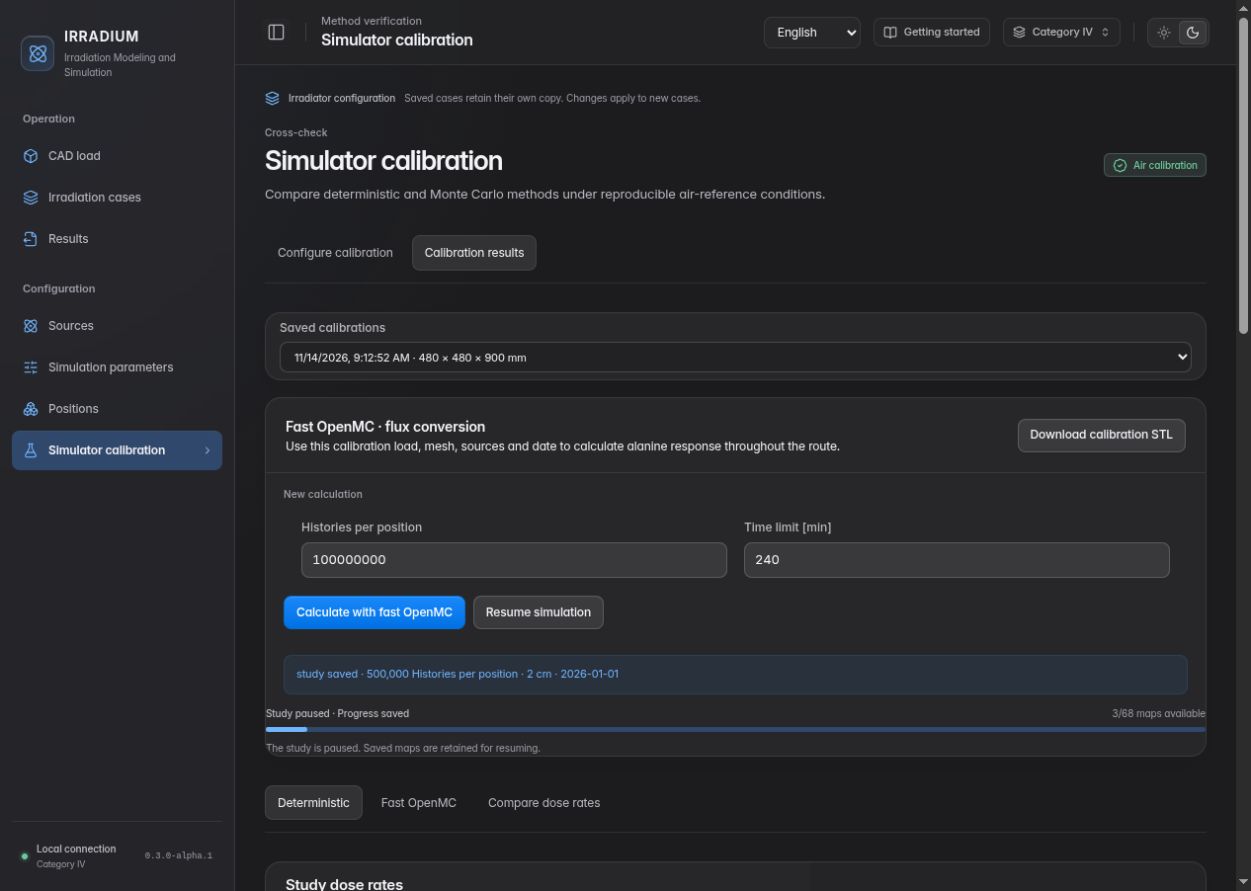 IRRADIUM
Irradiation Modeling and
Simulation
Operation
CAD load
Irradiation cases
Results
Configuration
Sources
Simulation parameters
Positions
Simulator calibration
Local connection
Category IV
0.3.0-alpha.1
Method verification
Simulator calibration
English
Getting started
Category IV
Irradiator configuration Saved cases retain their own copy. Changes apply to new cases.
Cross-check
Simulator calibration
Air calibration
Compare deterministic and Monte Carlo methods under reproducible air-reference conditions.
Configure calibration
Calibration results
Saved calibrations
11/14/2026, 9:12:52 AM · 480 × 480 × 900 mm
Fast OpenMC · flux conversion
Use this calibration load, mesh, sources and date to calculate alanine response throughout the route.
Download calibration STL
New calculation
Histories per position
Time limit [min]
100000000
240
Calculate with fast OpenMC
Resume simulation
study saved · 500,000 Histories per position · 2 cm · 2026-01-01
Study paused · Progress saved
3/68 maps available
The study is paused. Saved maps are retained for resuming.
Deterministic
Fast OpenMC
Compare dose rates
Study dose rates